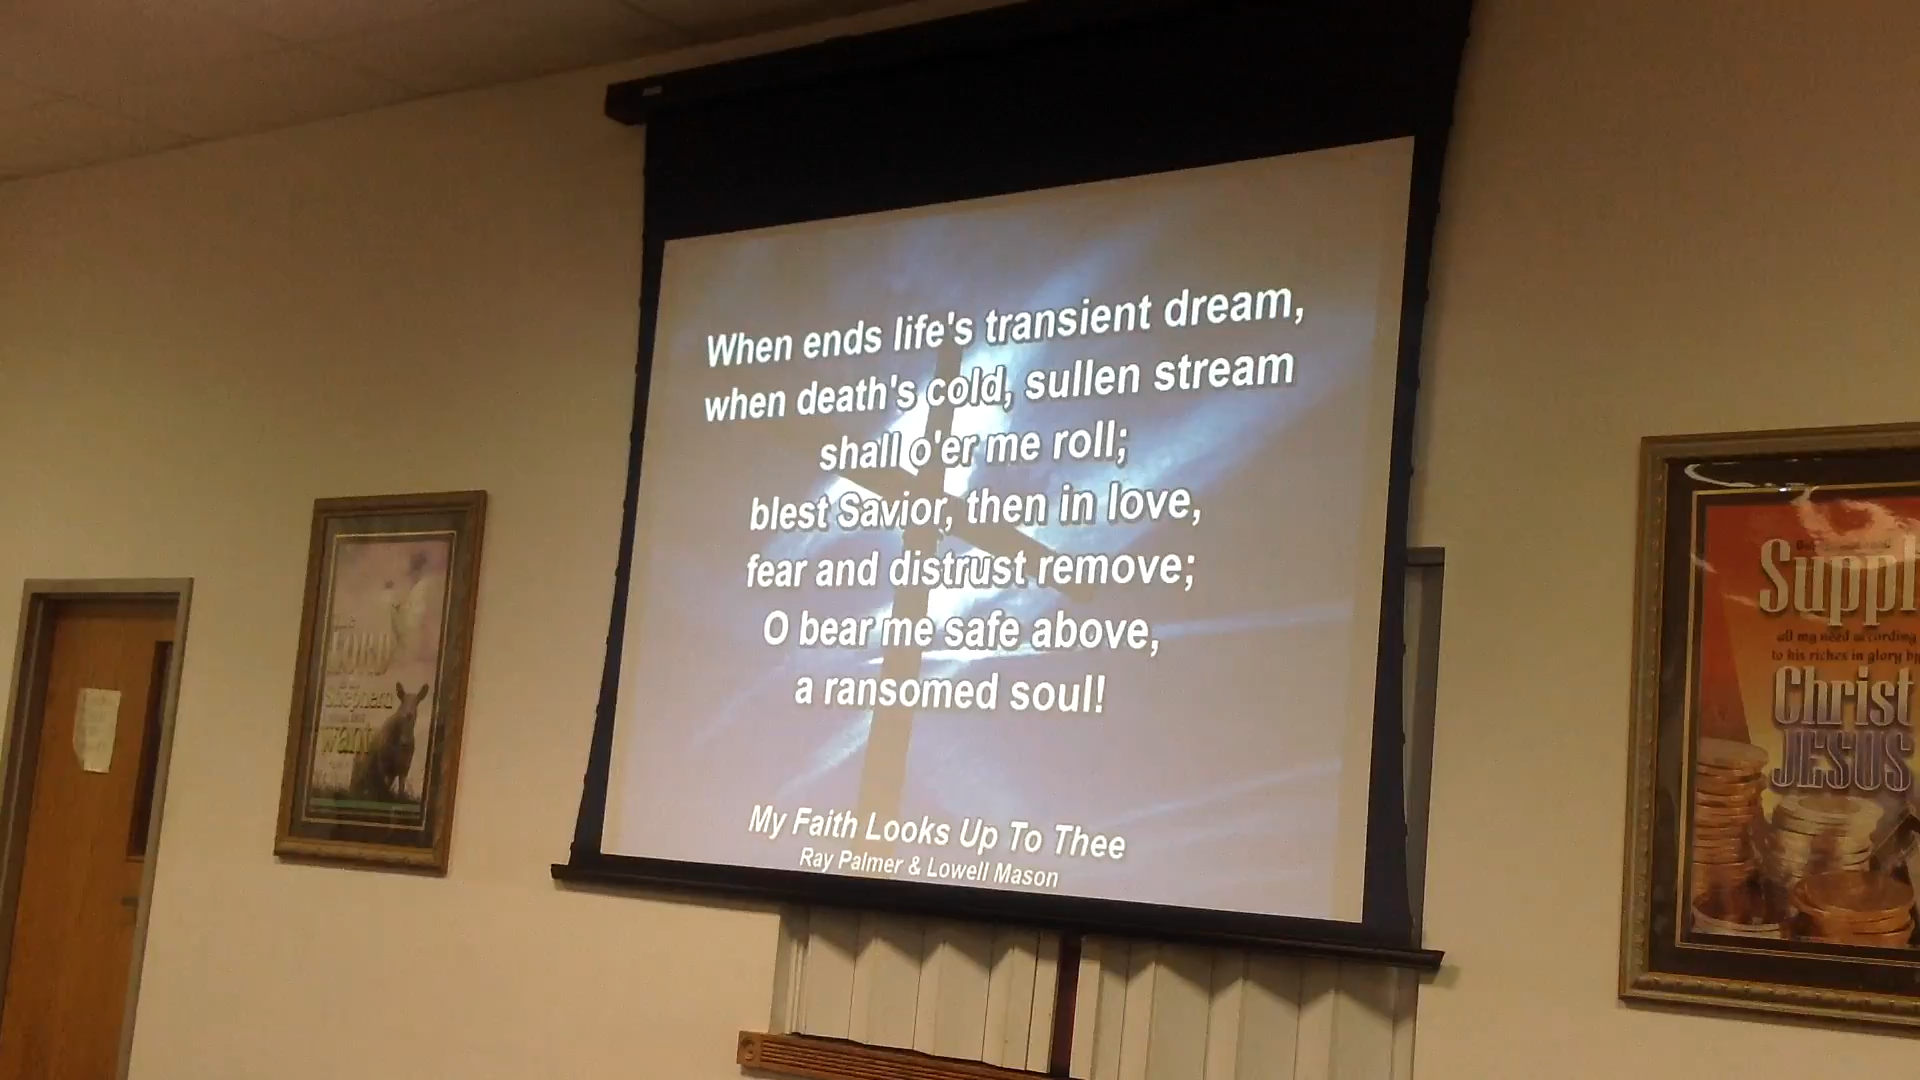 When ends life's transient dream,
when death's cold, sullen stream
shall o'er me roll;
blest Savior, then in love,
fear and distrust remove;
O bear me safe above,
a ransomed soul!
My Faith Looks Up To Thee
Ray Palmer & Lowell Mason
LORD
Shepherd
want
Suppl
all my need according
to his riches in glory by
Christ
JESUS